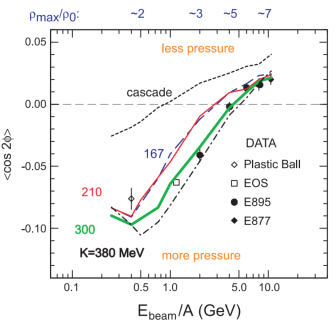 ρmax/ρ0: ~2 ~3 ~5 ~7
0.05
less pressure
cascade
0.00
<cos 2φ>
167
DATA
Plastic Ball
-0.05
EOS
210
E895
300
E877
-0.10
K=380 MeV
more pressure
0.1 0.5 1.0 5.0 10.0
Ebeam/A (GeV)